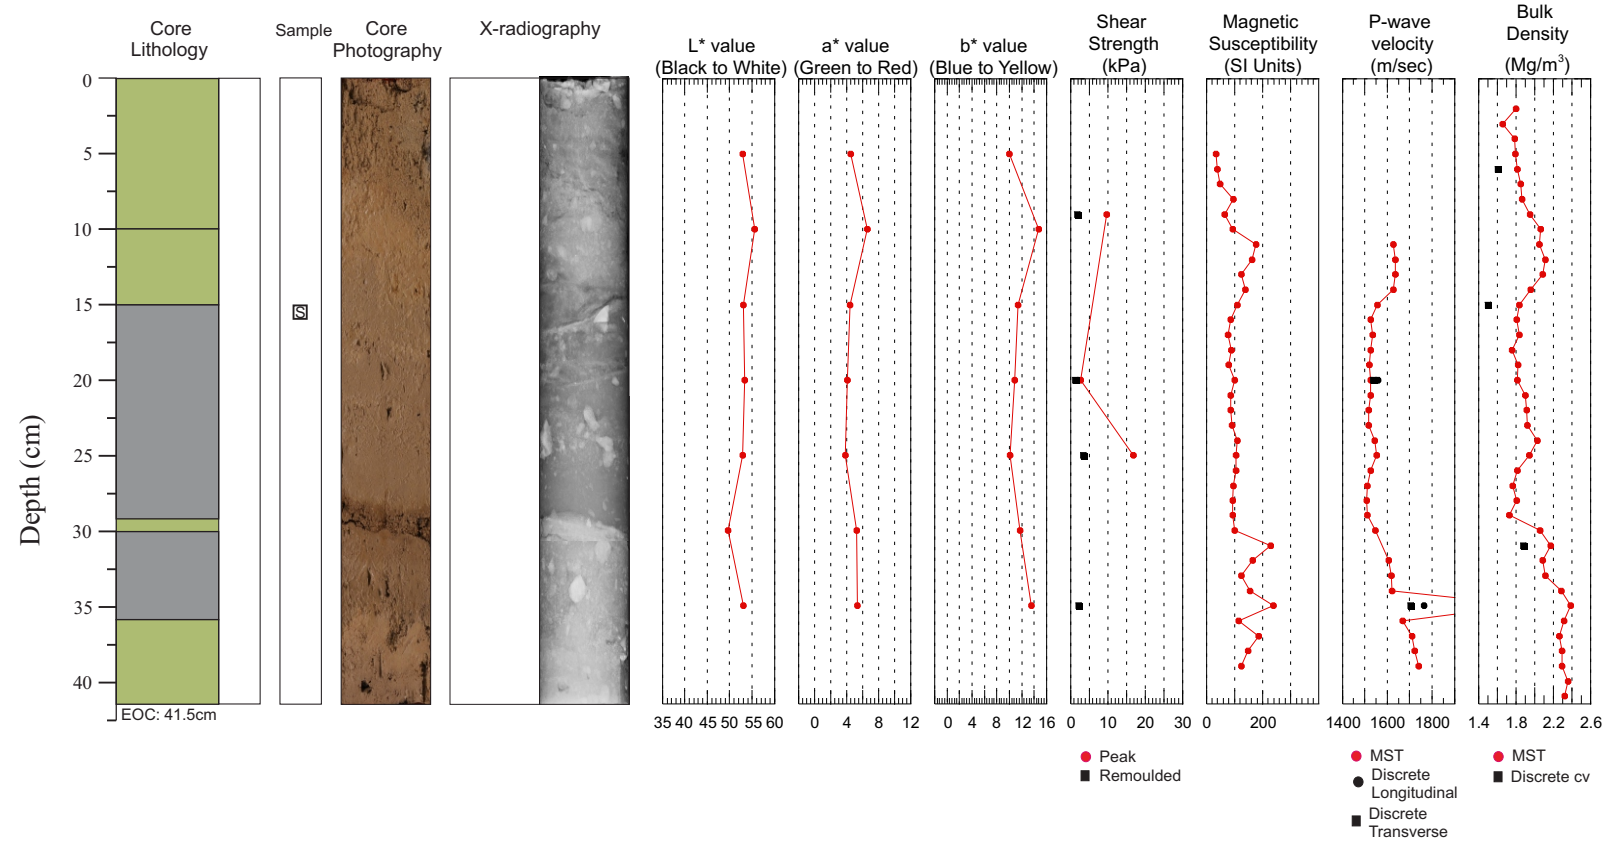 Core
Lithology
Sample
Core
Photography
X-radiography
L* value
(Black to White)
a* value
(Green to Red)
b* value
(Blue to Yellow)
Shear
Strength
(kPa)
Magnetic
Susceptibility
(SI Units)
P-wave
velocity
(m/sec)
Bulk
Density
(Mg/m³)
Depth (cm)
0
5
10
15
20
25
30
35
40
S
EOC: 41.5cm
35 40 45 50 55 60
0 4 8 12
0 4 8 12 16
0 10 20 30
0 200
1400 1600 1800
1.4 1.8 2.2 2.6
Peak
Remoulded
MST
Discrete
Longitudinal
Discrete
Transverse
MST
Discrete cv